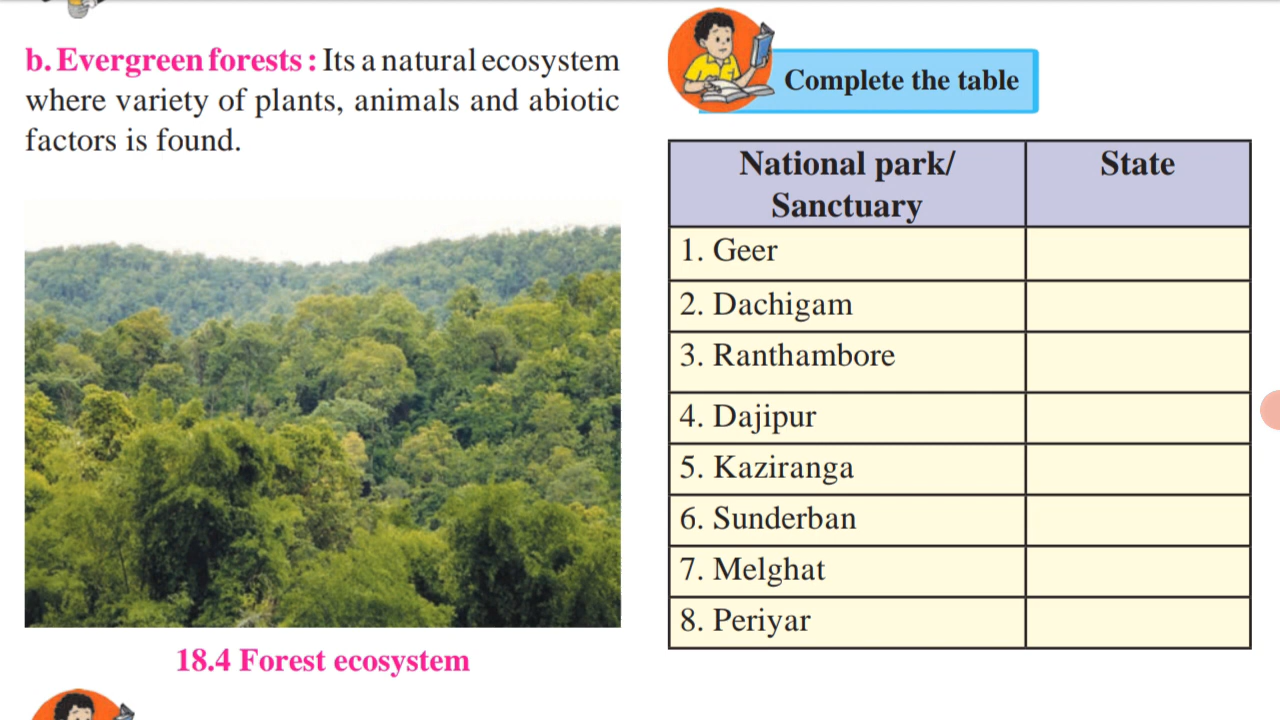 b. Evergreen forests : Its a natural ecosystem
where variety of plants, animals and abiotic
factors is found.
18.4 Forest ecosystem
Complete the table
National park/
Sanctuary
State
1. Geer
2. Dachigam
3. Ranthambore
4. Dajipur
5. Kaziranga
6. Sunderban
7. Melghat
8. Periyar